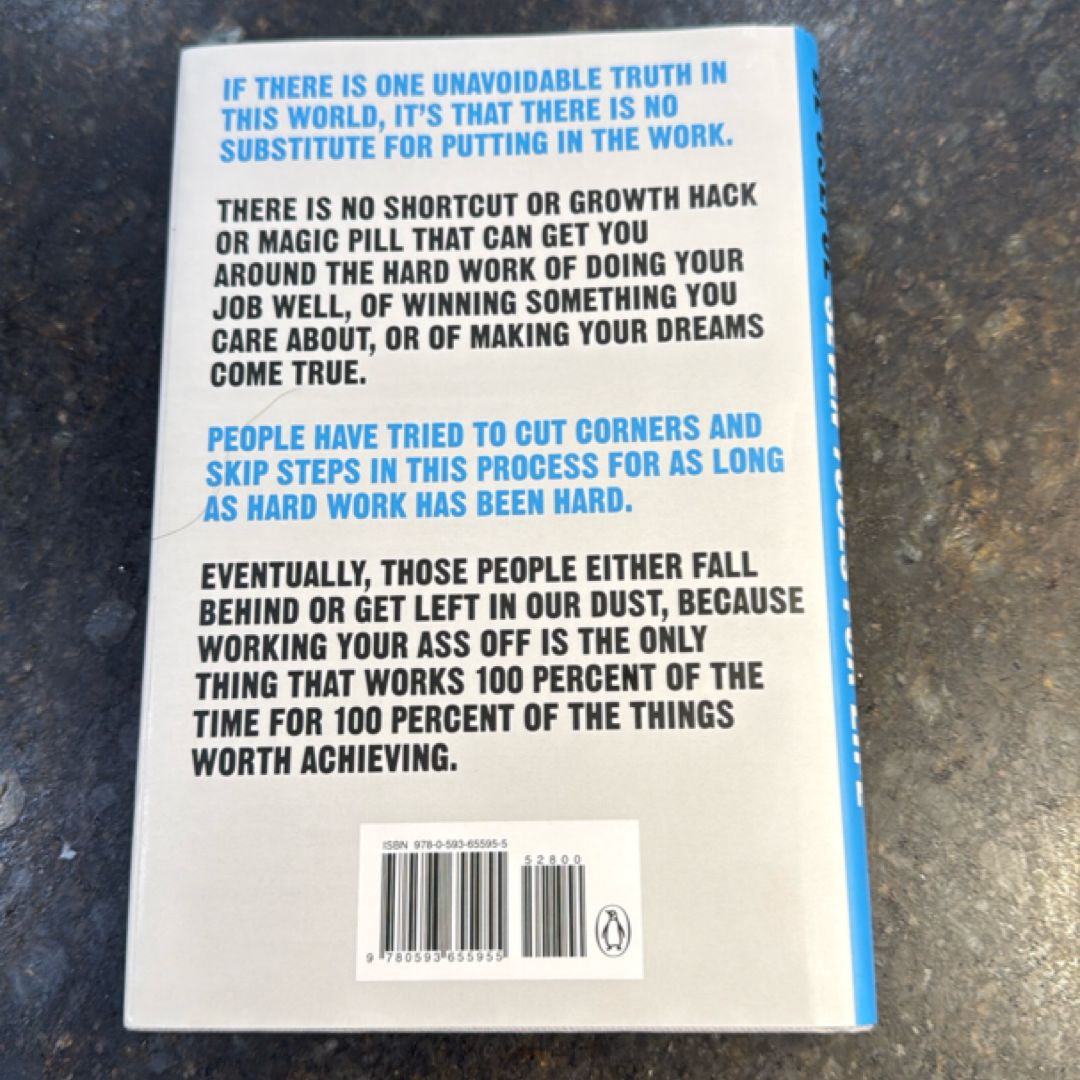 IF THERE IS ONE UNAVOIDABLE TRUTH IN
THIS WORLD, IT'S THAT THERE IS NO
SUBSTITUTE FOR PUTTING IN THE WORK.
THERE IS NO SHORTCUT OR GROWTH HACK
OR MAGIC PILL THAT CAN GET YOU
AROUND THE HARD WORK OF DOING YOUR
JOB WELL, OF WINNING SOMETHING YOU
CARE ABOUT, OR OF MAKING YOUR DREAMS
COME TRUE.
PEOPLE HAVE TRIED TO CUT CORNERS AND
SKIP STEPS IN THIS PROCESS FOR AS LONG
AS HARD WORK HAS BEEN HARD.
EVENTUALLY, THOSE PEOPLE EITHER FALL
BEHIND OR GET LEFT IN OUR DUST, BECAUSE
WORKING YOUR ASS OFF IS THE ONLY
THING THAT WORKS 100 PERCENT OF THE
TIME FOR 100 PERCENT OF THE THINGS
WORTH ACHIEVING.
ISBN 978-0-593-65595-5
52800
9 780593 655955
BE USEFUL SEVEN TOOLS FOR LIFE